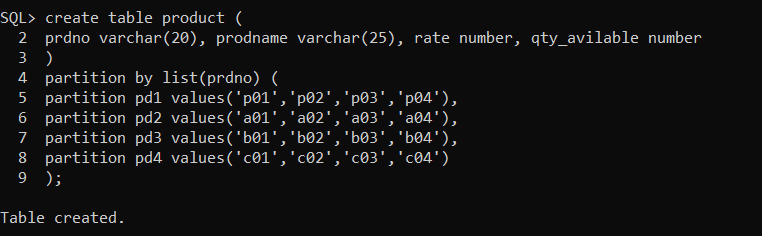 SQL> create table product (
  2  prdno varchar(20), prodname varchar(25), rate number, qty_avilable number
  3  )
  4  partition by list(prdno) (
  5  partition pd1 values('p01','p02','p03','p04'),
  6  partition pd2 values('a01','a02','a03','a04'),
  7  partition pd3 values('b01','b02','b03','b04'),
  8  partition pd4 values('c01','c02','c03','c04')
  9  );
Table created.